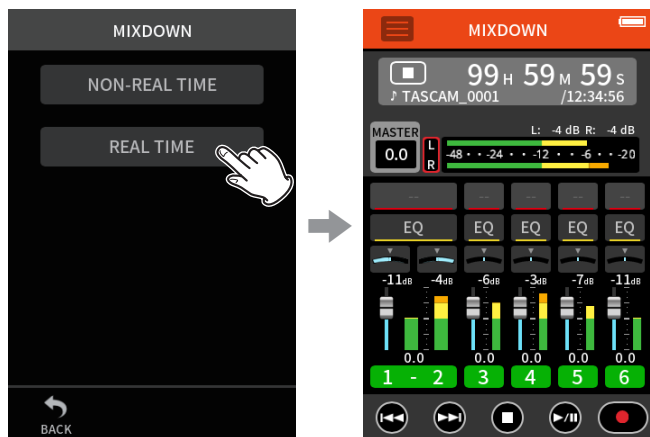 MIXDOWN
NON-REAL TIME
REAL TIME
BACK
MIXDOWN
99 H 59 M 59 S
♪ TASCAM_0001 /12:34:56
MASTER
0.0
L: -4 dB R: -4 dB
L
R
-48 · · -24 · · -12 · · -6 · · -20
-- -- -- -- --
EQ EQ EQ EQ EQ
-11dB -4dB -6dB -3dB -7dB -11dB
0.0 0.0 0.0 0.0 0.0
1 - 2 3 4 5 6